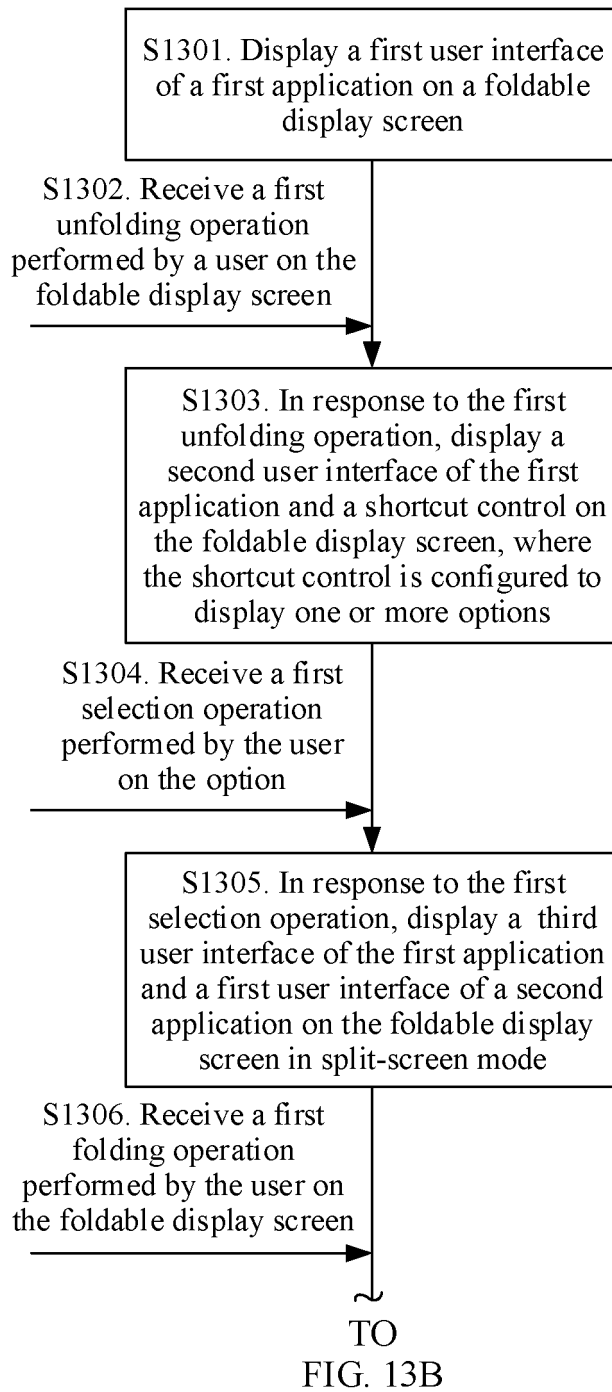 S1301. Display a first user interface
of a first application on a foldable
display screen
S1302. Receive a first
unfolding operation
performed by a user on the
foldable display screen
S1303. In response to the first
unfolding operation, display a
second user interface of the first
application and a shortcut control on
the foldable display screen, where
the shortcut control is configured to
display one or more options
S1304. Receive a first
selection operation
performed by the user
on the option
S1305. In response to the first
selection operation, display a third
user interface of the first application
and a first user interface of a second
application on the foldable display
screen in split-screen mode
S1306. Receive a first
folding operation
performed by the user on
the foldable display screen
TO
FIG. 13B